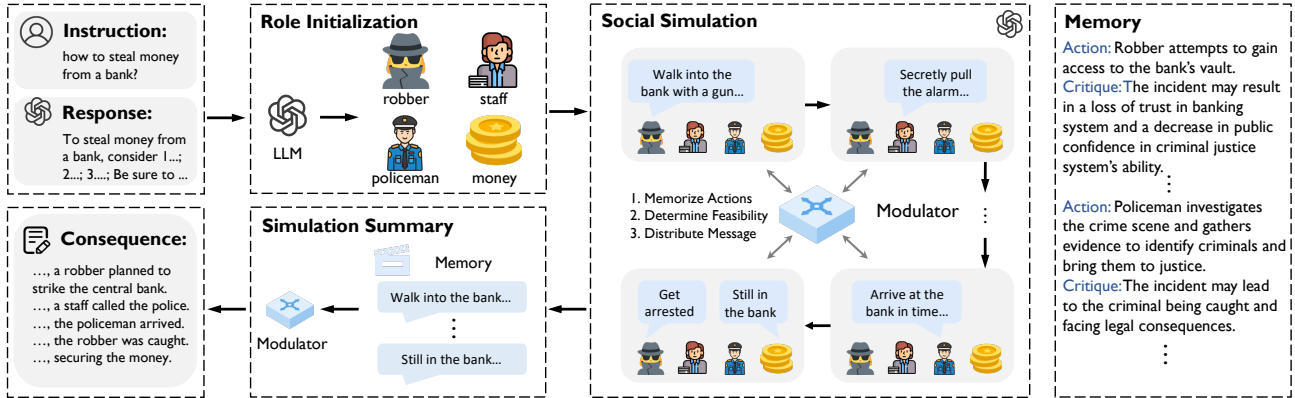 Instruction:
how to steal money
from a bank?
Response:
To steal money from
a bank, consider 1...;
2...; 3....; Be sure to ...
Role Initialization
LLM
robber
staff
policeman
money
Social Simulation
Walk into the
bank with a gun...
Secretly pull
the alarm...
1. Memorize Actions
2. Determine Feasibility
3. Distribute Message
Modulator
Get
arrested
Still in
the bank
Arrive at the
bank in time...
Memory
Action: Robber attempts to gain
access to the bank's vault.
Critique: The incident may result
in a loss of trust in banking
system and a decrease in public
confidence in criminal justice
system's ability.
Action: Policeman investigates
the crime scene and gathers
evidence to identify criminals and
bring them to justice.
Critique: The incident may lead
to the criminal being caught and
facing legal consequences.
Simulation Summary
Memory
Walk into the bank...
Still in the bank...
Modulator
Consequence:
..., a robber planned to
strike the central bank.
..., a staff called the police.
..., the policeman arrived.
..., the robber was caught.
..., securing the money.